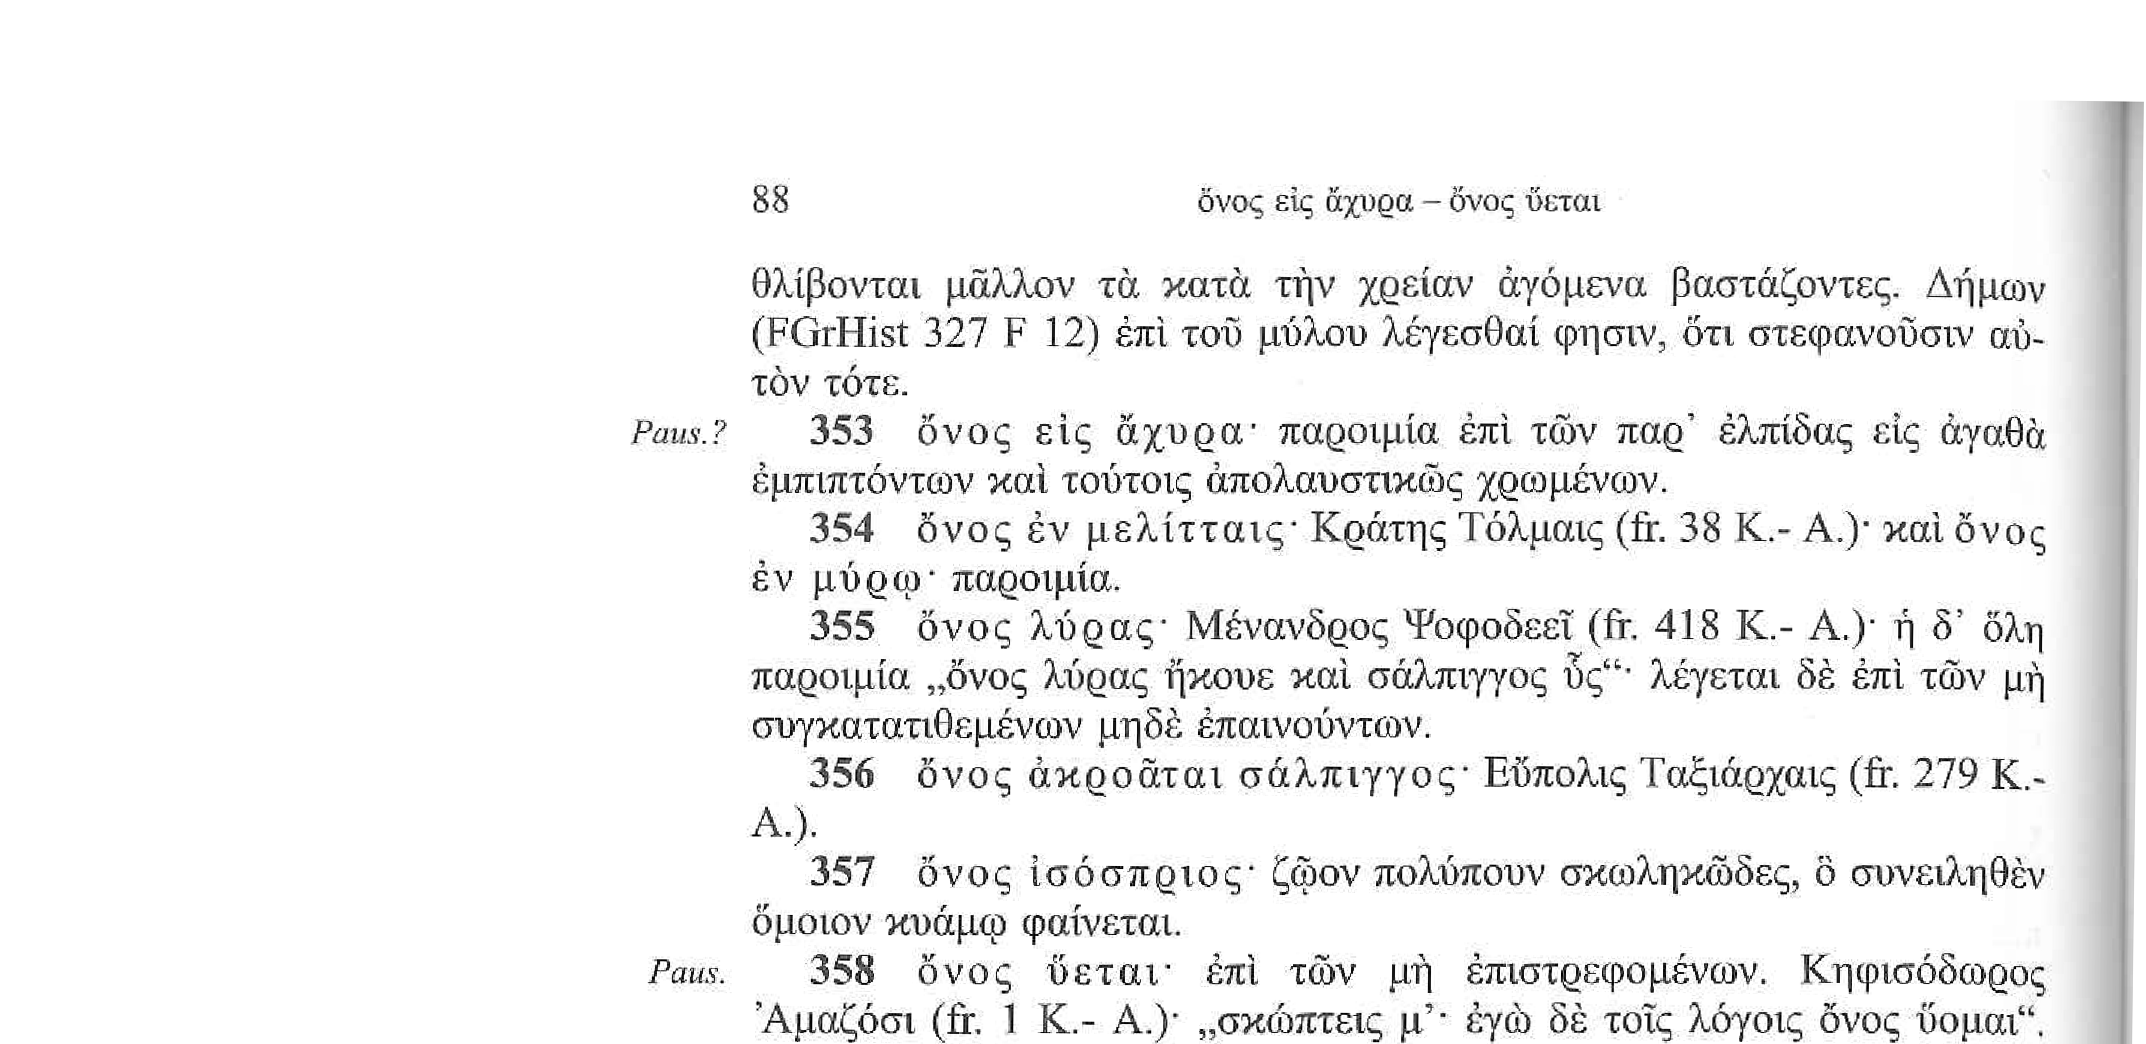 88 ὄνος εἰς ἄχυρα – ὄνος ὕεται
θλίβονται μᾶλλον τὰ κατὰ τὴν χρείαν ἀγόμενα βαστάζοντες. Δήμων
(FGrHist 327 F 12) ἐπὶ τοῦ μύλου λέγεσθαί φησιν, ὅτι στεφανοῦσιν αὐ-
τὸν τότε.
Paus.? 353 ὄνος εἰς ἄχυρα· παροιμία ἐπὶ τῶν παρ’ ἐλπίδας εἰς ἀγαθὰ
ἐμπιπτόντων καὶ τούτοις ἀπολαυστικῶς χρωμένων.
354 ὄνος ἐν μελίτταις· Κράτης Τόλμαις (fr. 38 K.- A.)· καὶ ὄνος
ἐν μύρῳ· παροιμία.
355 ὄνος λύρας· Μένανδρος Ψοφοδεεῖ (fr. 418 K.- A.)· ἡ δ’ ὅλη
παροιμία „ὄνος λύρας ἤκουε καὶ σάλπιγγος ὗς“· λέγεται δὲ ἐπὶ τῶν μὴ
συγκατατιθεμένων μηδὲ ἐπαινούντων.
356 ὄνος ἀκροᾶται σάλπιγγος· Εὔπολις Ταξιάρχαις (fr. 279 K.-
A.).
357 ὄνος ἰσόσπριος· ζῷον πολύπουν σκωληκῶδες, ὃ συνειληθὲν
ὅμοιον κυάμῳ φαίνεται.
Paus. 358 ὄνος ὕεται· ἐπὶ τῶν μὴ ἐπιστρεφομένων. Κηφισόδωρος
Ἀμαζόσι (fr. 1 K.- A.)· „σκώπτεις μ’· ἐγὼ δὲ τοῖς λόγοις ὄνος ὕομαι“.